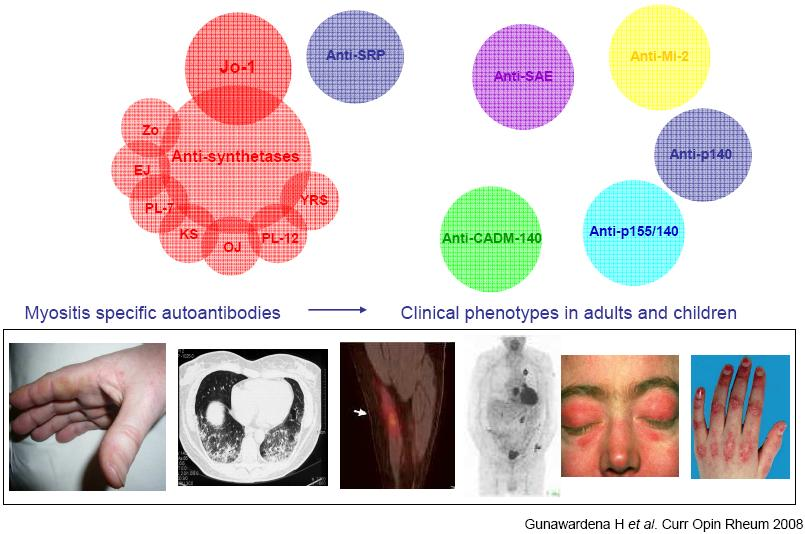 Jo-1
Anti-SRP
Anti-SAE
Anti-Mi-2
Zo
Anti-synthetases
Anti-p140
EJ
PL-7
YRS
KS
OJ
PL-12
Anti-CADM-140
Anti-p155/140
Myositis specific autoantibodies
Clinical phenotypes in adults and children
Gunawardena H et al. Curr Opin Rheum 2008